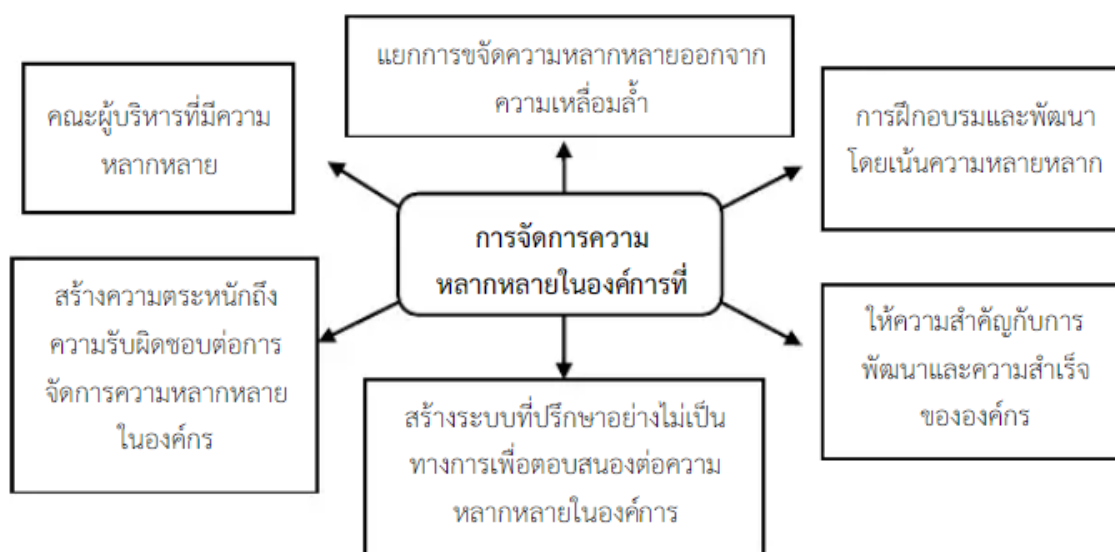 แยกการขจัดความหลากหลายออกจาก
ความเหลื่อมล้ำ
คณะผู้บริหารที่มีความ
หลากหลาย
การฝึกอบรมและพัฒนา
โดยเน้นความหลายหลาก
การจัดการความ
หลากหลายในองค์การที่
สร้างความตระหนักถึง
ความรับผิดชอบต่อการ
จัดการความหลากหลาย
ในองค์กร
ให้ความสำคัญกับการ
พัฒนาและความสำเร็จ
ขององค์กร
สร้างระบบที่ปรึกษาอย่างไม่เป็น
ทางการเพื่อตอบสนองต่อความ
หลากหลายในองค์การ